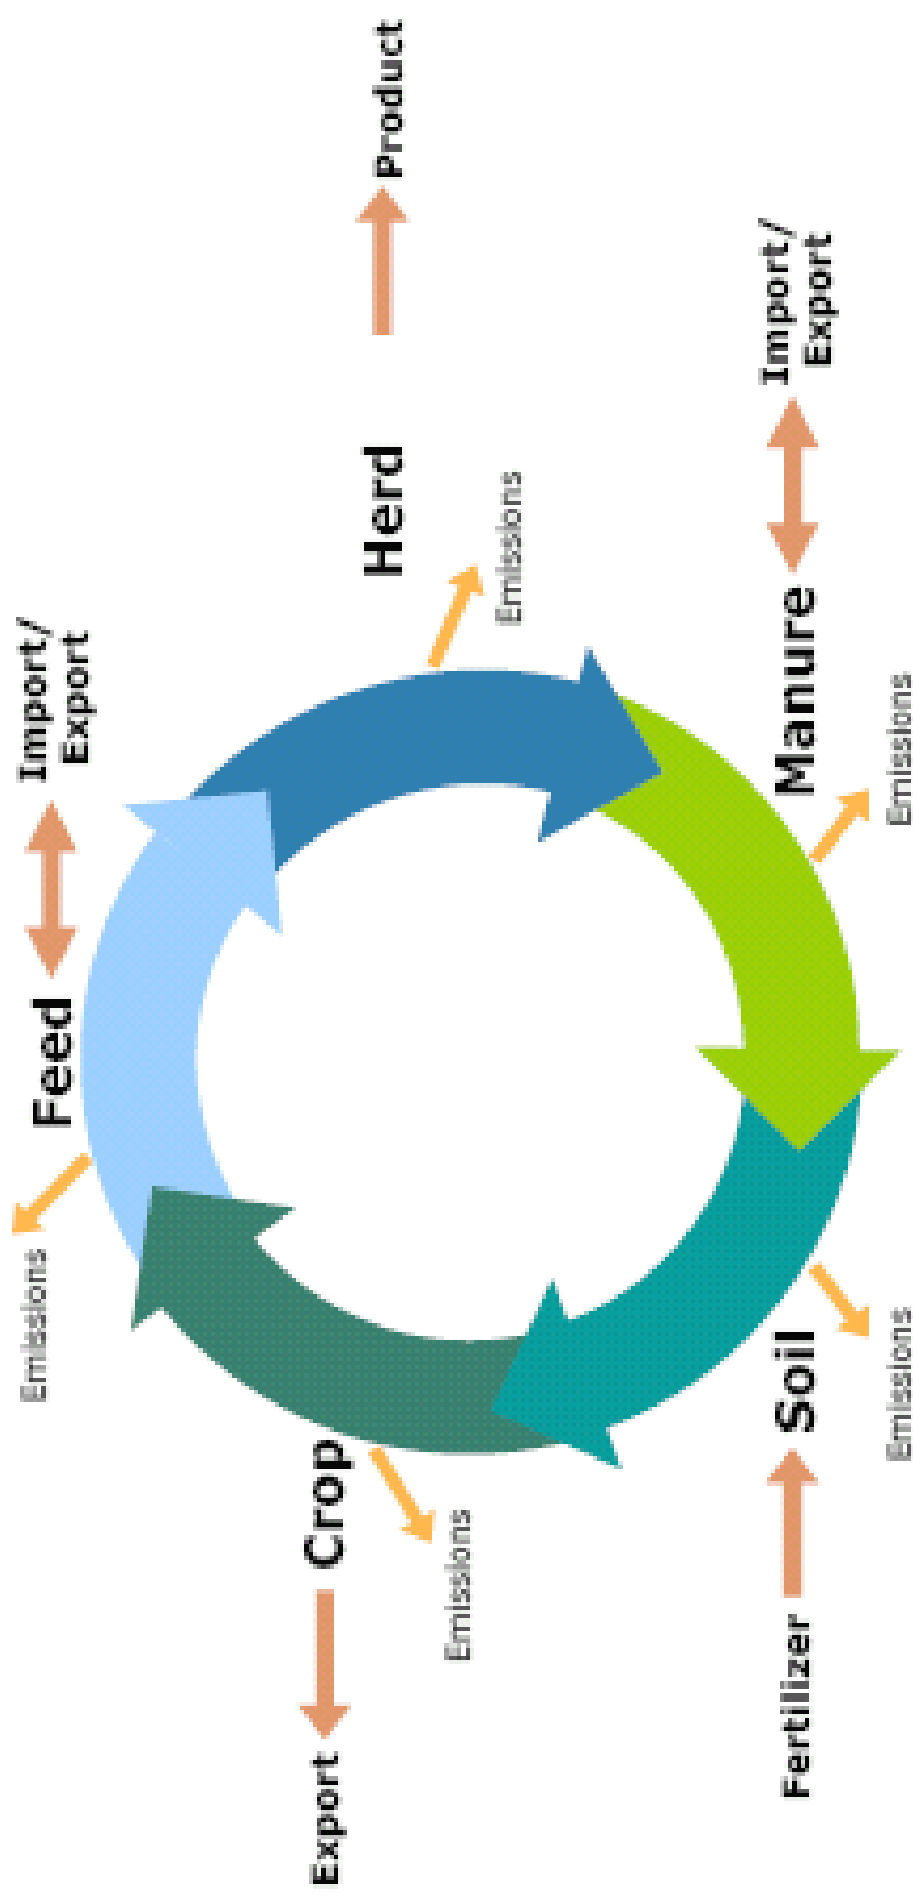 Emissions
Feed
Import/
Export
Export
Crop
Herd
Product
Emissions
Emissions
Fertilizer
Soil
Manure
Import/
Export
Emissions
Emissions